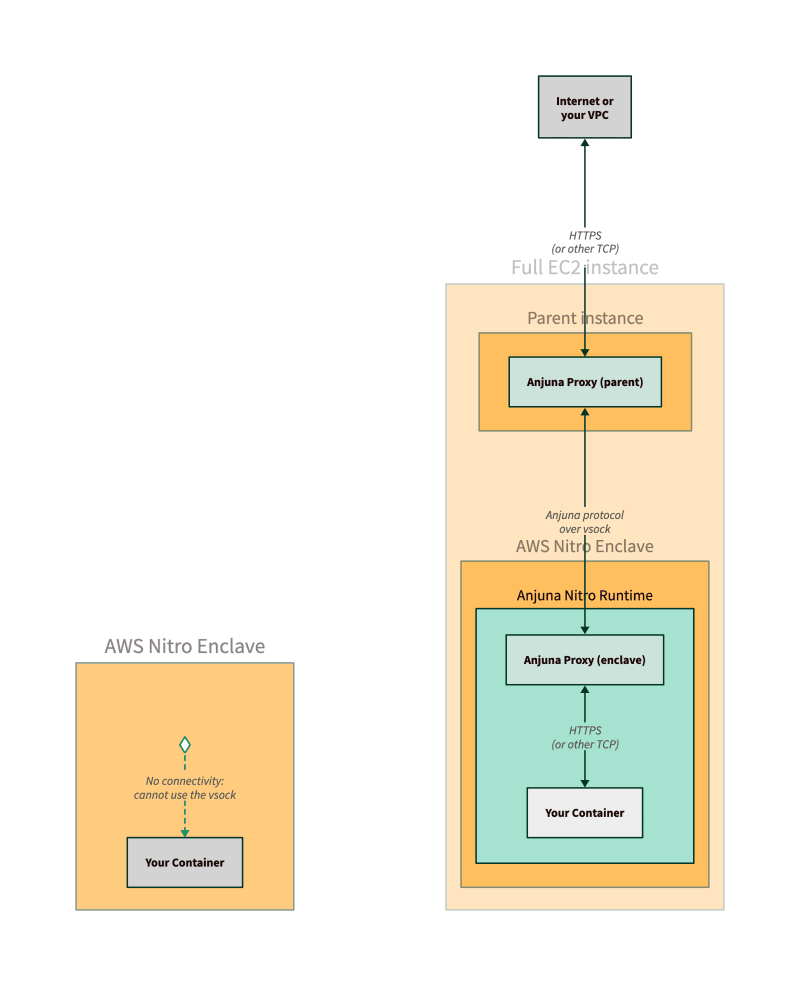 Internet or
your VPC
HTTPS
(or other TCP)
Full EC2 instance
Parent instance
Anjuna Proxy (parent)
Anjuna protocol
over vsock
AWS Nitro Enclave
Anjuna Nitro Runtime
Anjuna Proxy (enclave)
HTTPS
(or other TCP)
Your Container
AWS Nitro Enclave
No connectivity:
cannot use the vsock
Your Container